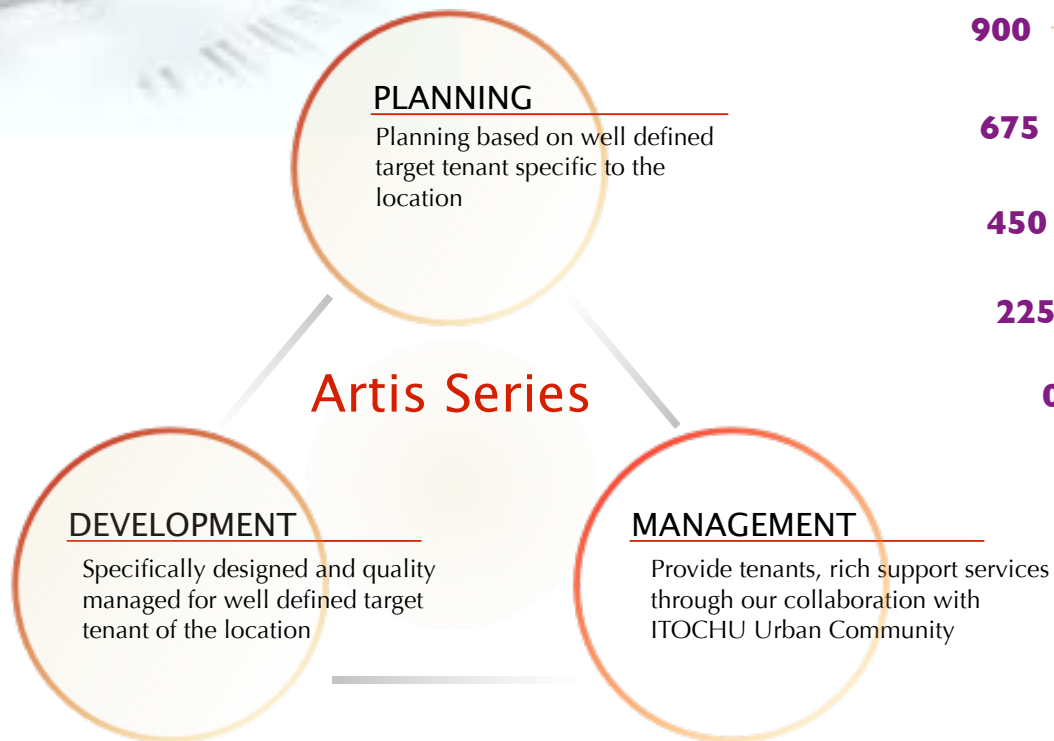 PLANNING
Planning based on well defined
target tenant specific to the
location
900
675
450
225
0
Artis Series
DEVELOPMENT
Specifically designed and quality
managed for well defined target
tenant of the location
MANAGEMENT
Provide tenants, rich support services
through our collaboration with
ITOCHU Urban Community